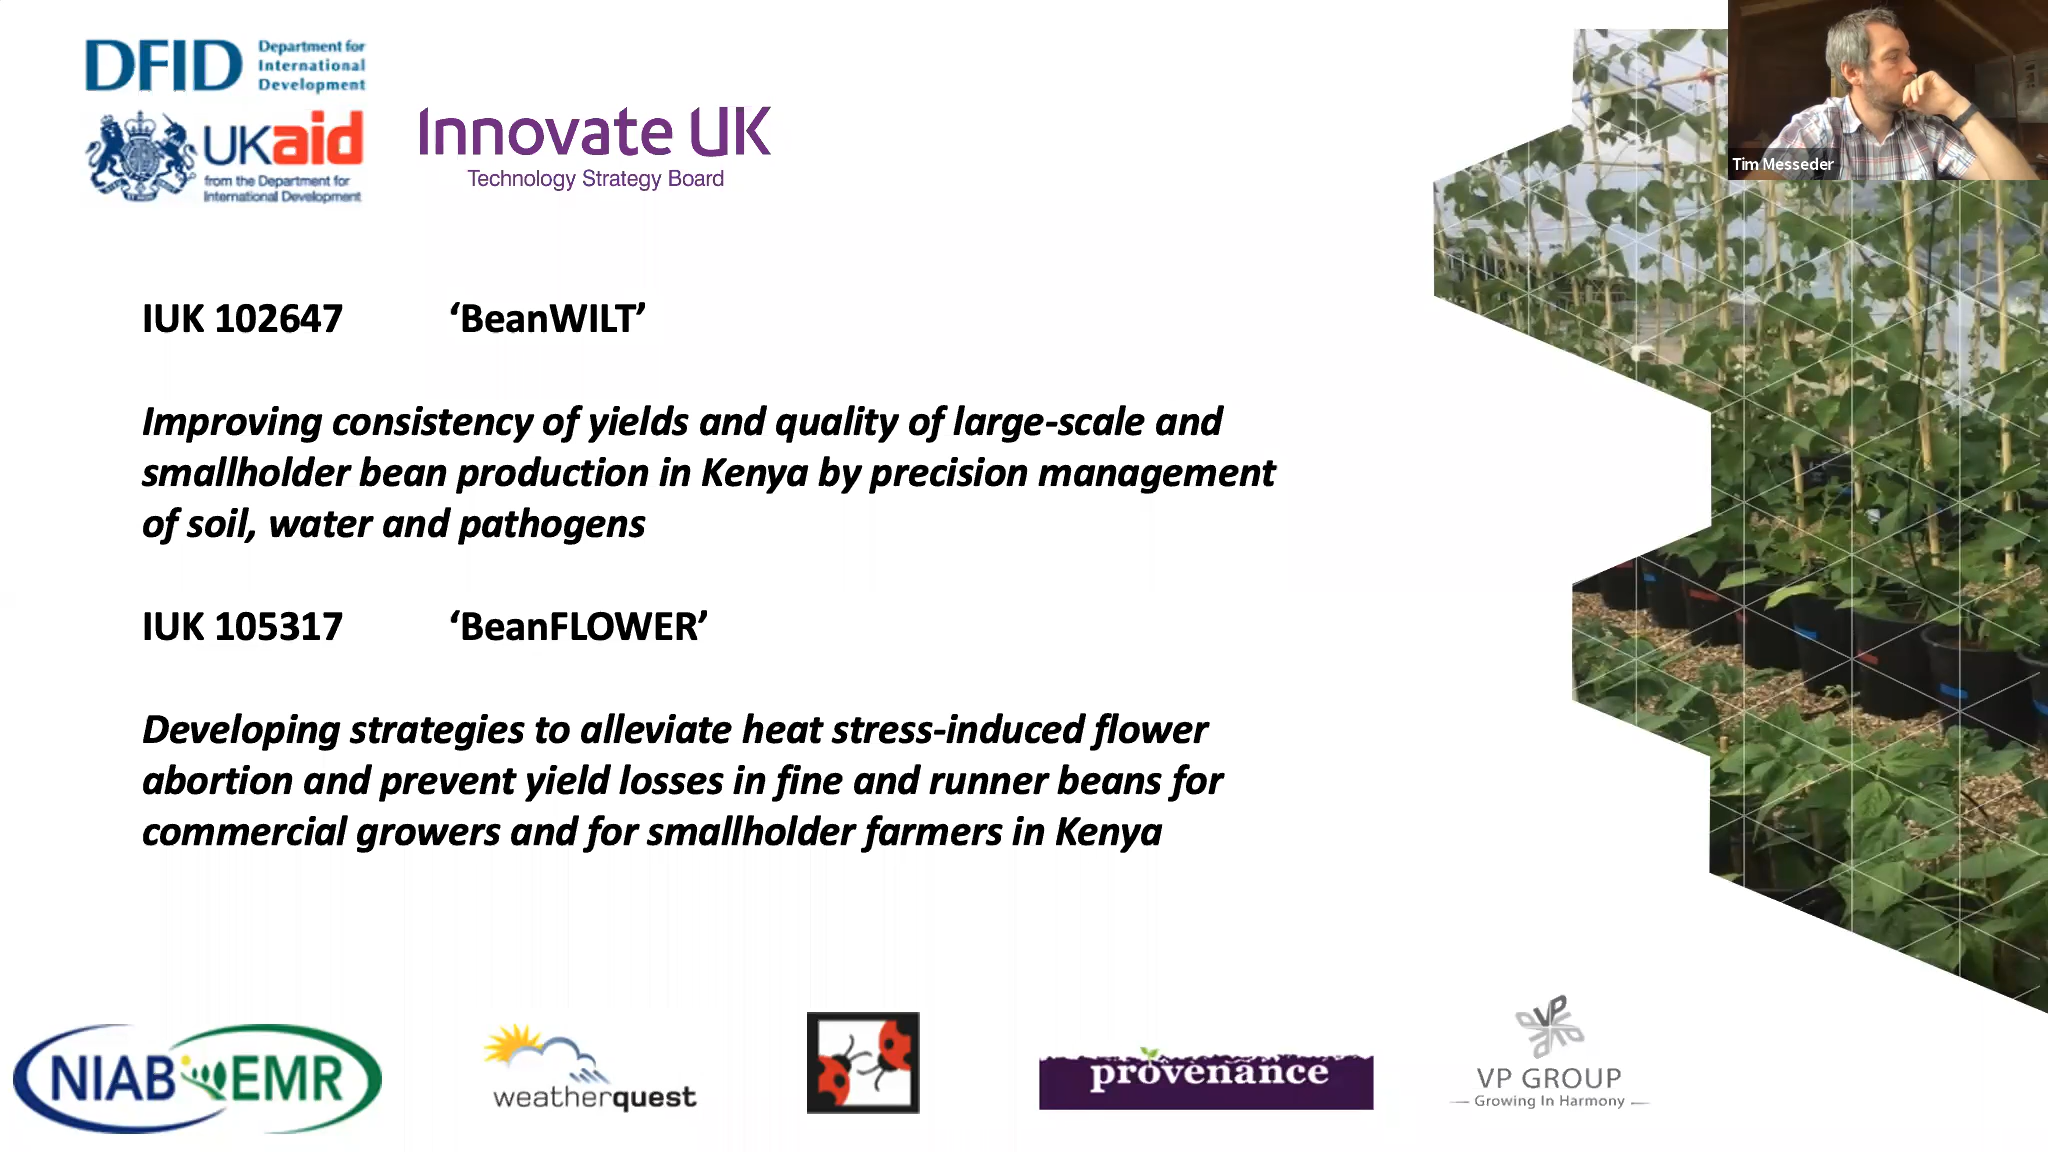 DFID Department for
International
Development
UKaid
from the Department for
International Development
Innovate UK
Technology Strategy Board
Tim Messeder
IUK 102647 ‘BeanWILT’
Improving consistency of yields and quality of large-scale and
smallholder bean production in Kenya by precision management
of soil, water and pathogens
IUK 105317 ‘BeanFLOWER’
Developing strategies to alleviate heat stress-induced flower
abortion and prevent yield losses in fine and runner beans for
commercial growers and for smallholder farmers in Kenya
NIAB EMR
weatherquest
provenance
VP
VP GROUP
Growing In Harmony